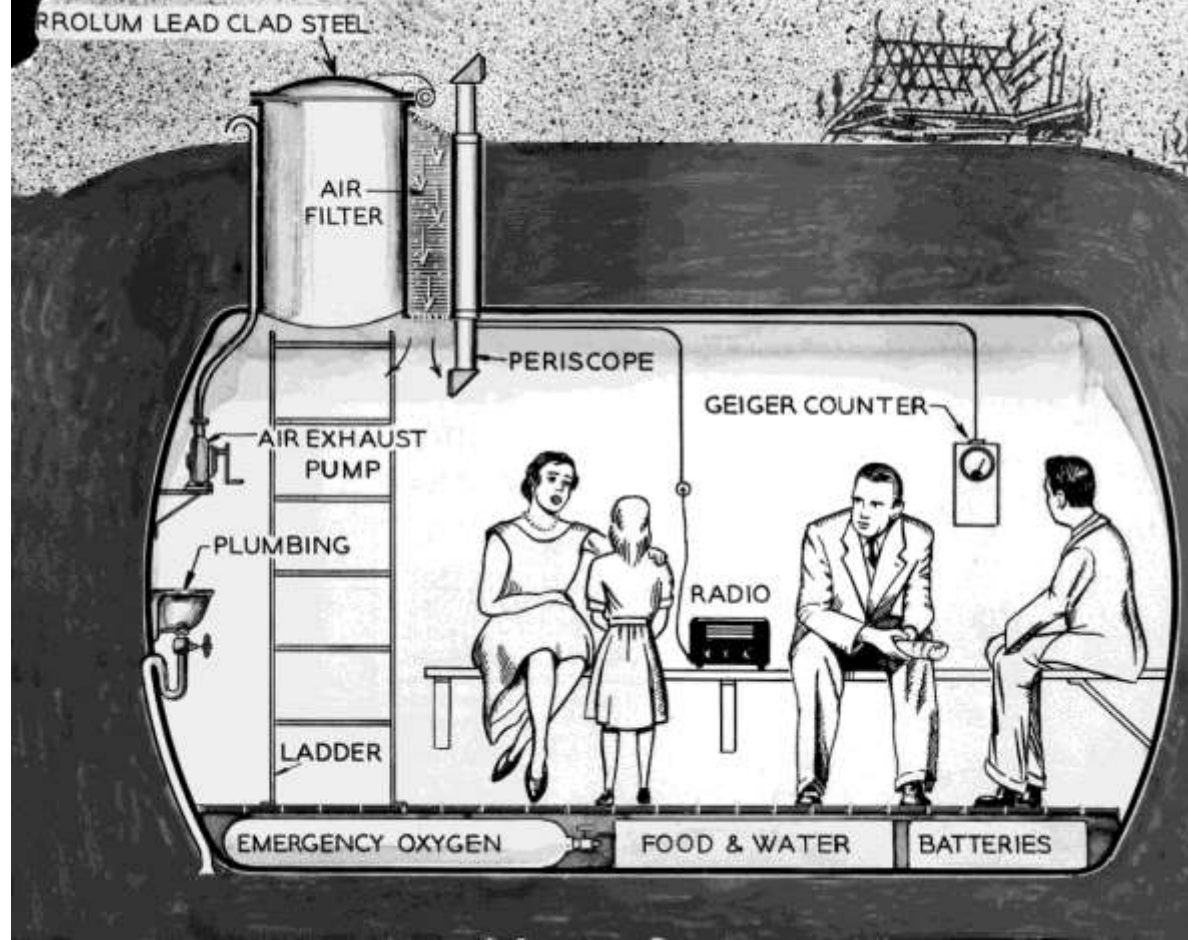 RROLUM LEAD CLAD STEEL
AIR
FILTER
PERISCOPE
GEIGER COUNTER
AIR EXHAUST
PUMP
PLUMBING
RADIO
LADDER
EMERGENCY OXYGEN
FOOD & WATER
BATTERIES